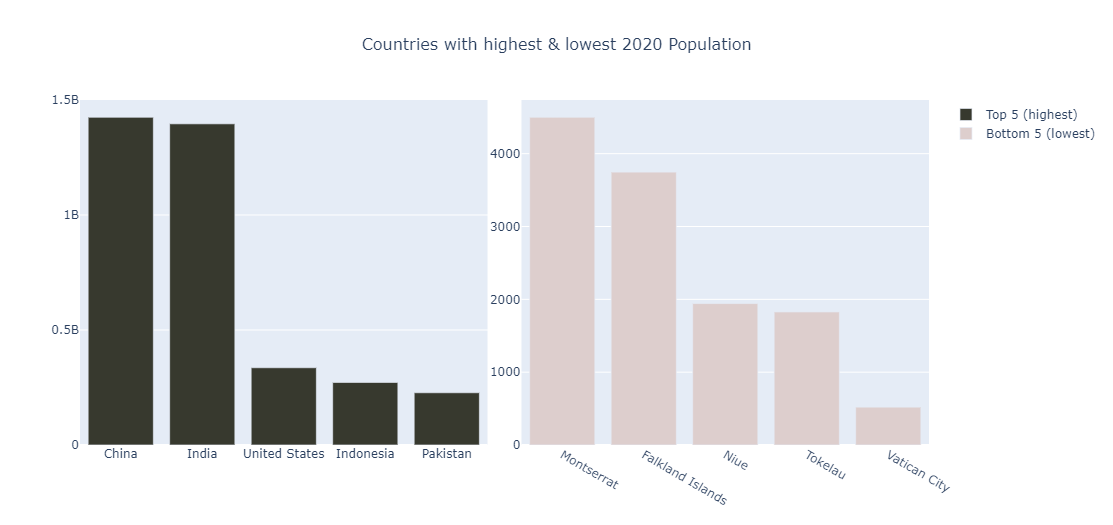 Countries with highest & lowest 2020 Population
1.5B
1B
0.5B
0
China
India
United States
Indonesia
Pakistan
4000
3000
2000
1000
0
Montserrat
Falkland Islands
Niue
Tokelau
Vatican City
Top 5 (highest)
Bottom 5 (lowest)